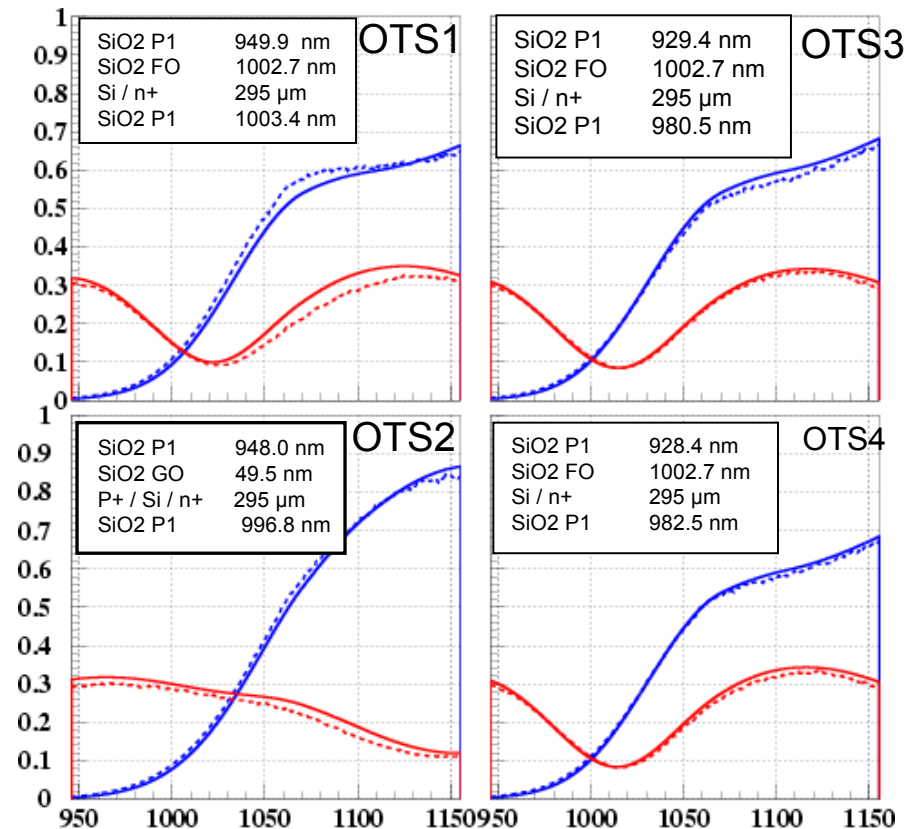 OTS1
SiO2 P1 949.9 nm
SiO2 FO 1002.7 nm
Si / n+ 295 µm
SiO2 P1 1003.4 nm
OTS3
SiO2 P1 929.4 nm
SiO2 FO 1002.7 nm
Si / n+ 295 µm
SiO2 P1 980.5 nm
1
0.9
0.8
0.7
0.6
0.5
0.4
0.3
0.2
0.1
0
OTS2
SiO2 P1 948.0 nm
SiO2 GO 49.5 nm
P+ / Si / n+ 295 µm
SiO2 P1 996.8 nm
OTS4
SiO2 P1 928.4 nm
SiO2 FO 1002.7 nm
Si / n+ 295 µm
SiO2 P1 982.5 nm
1
0.9
0.8
0.7
0.6
0.5
0.4
0.3
0.2
0.1
0
950 1000 1050 1100 1150
950 1000 1050 1100 1150